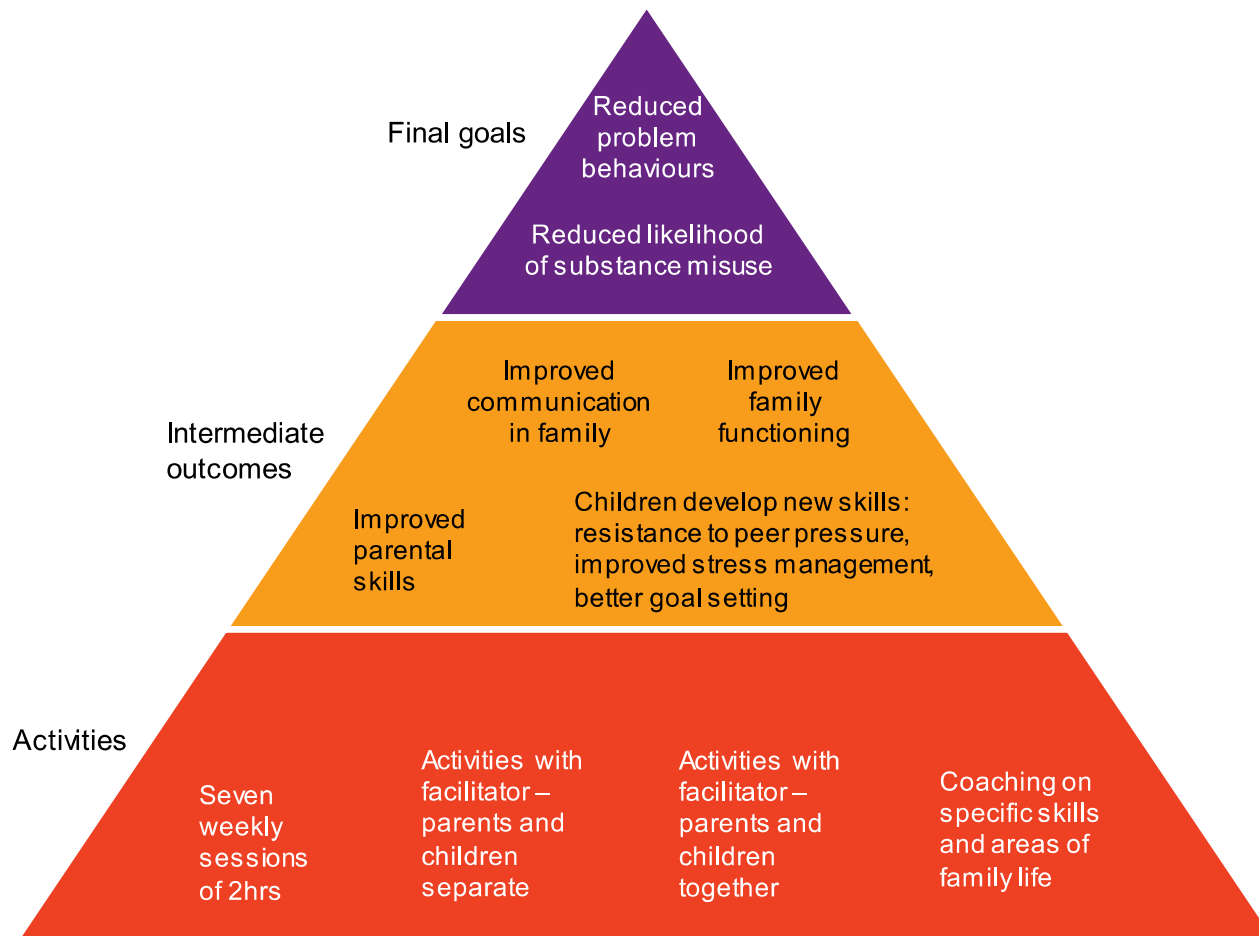 Final goals
Reduced
problem
behaviours
Reduced likelihood
of substance misuse
Intermediate
outcomes
Improved
communication
in family
Improved
family
functioning
Improved
parental
skills
Children develop new skills:
resistance to peer pressure,
improved stress management,
better goal setting
Activities
Seven
weekly
sessions
of 2hrs
Activities with
facilitator –
parents and
children
separate
Activities with
facilitator –
parents and
children
together
Coaching on
specific skills
and areas of
family life